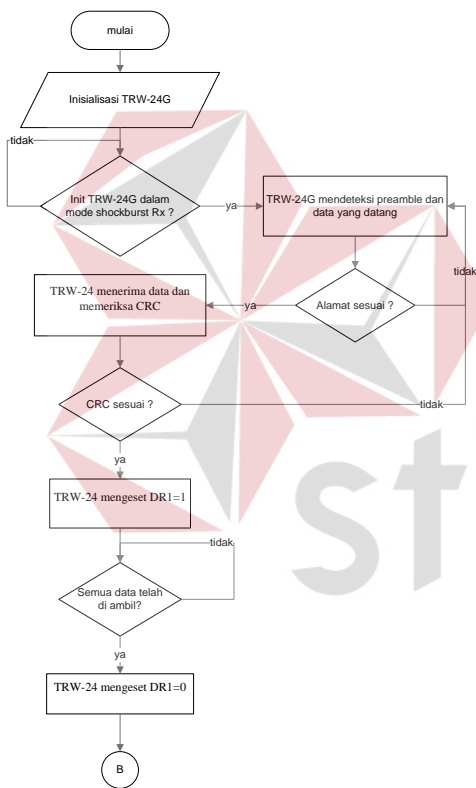 mulai
Inisialisasi TRW-24G
tidak
Init TRW-24G dalam
mode shockburst Rx ?
ya
TRW-24G mendeteksi preamble dan
data yang datang
tidak
Alamat sesuai ?
ya
TRW-24 menerima data dan
memeriksa CRC
CRC sesuai ?
tidak
ya
TRW-24 mengeset DR1=1
tidak
Semua data telah
di ambil?
ya
TRW-24 mengeset DR1=0
B
st